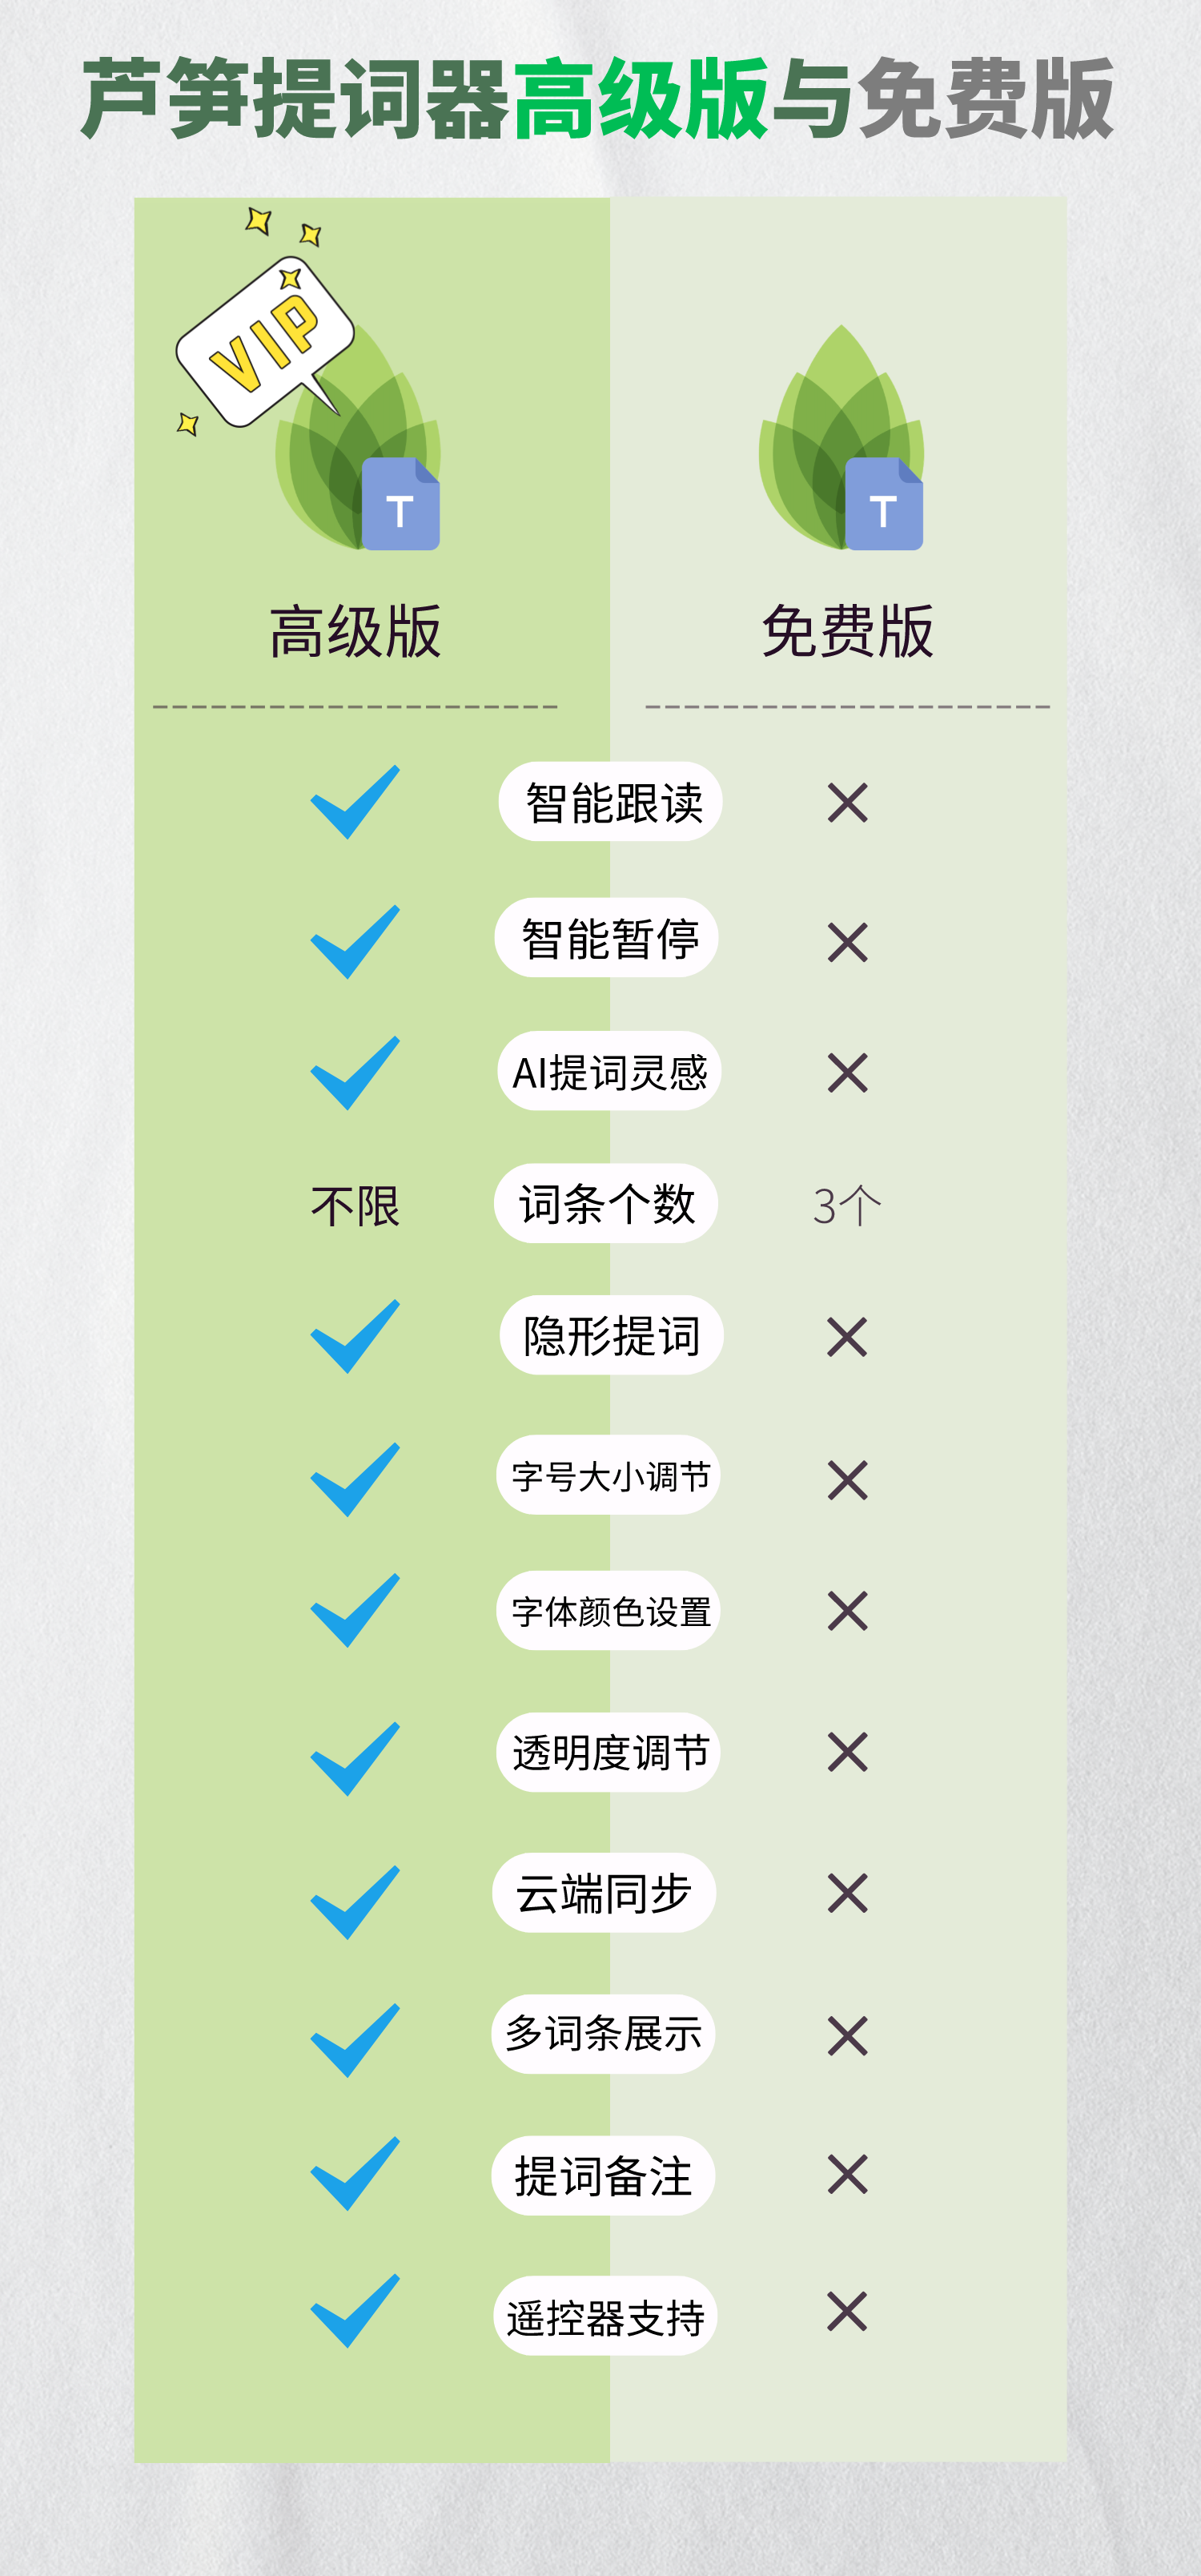 芦笋提词器高级版与免费版
VIP
T
T
高级版
免费版
智能跟读
智能暂停
AI提词灵感
不限
词条个数
3个
隐形提词
字号大小调节
字体颜色设置
透明度调节
云端同步
多词条展示
提词备注
遥控器支持